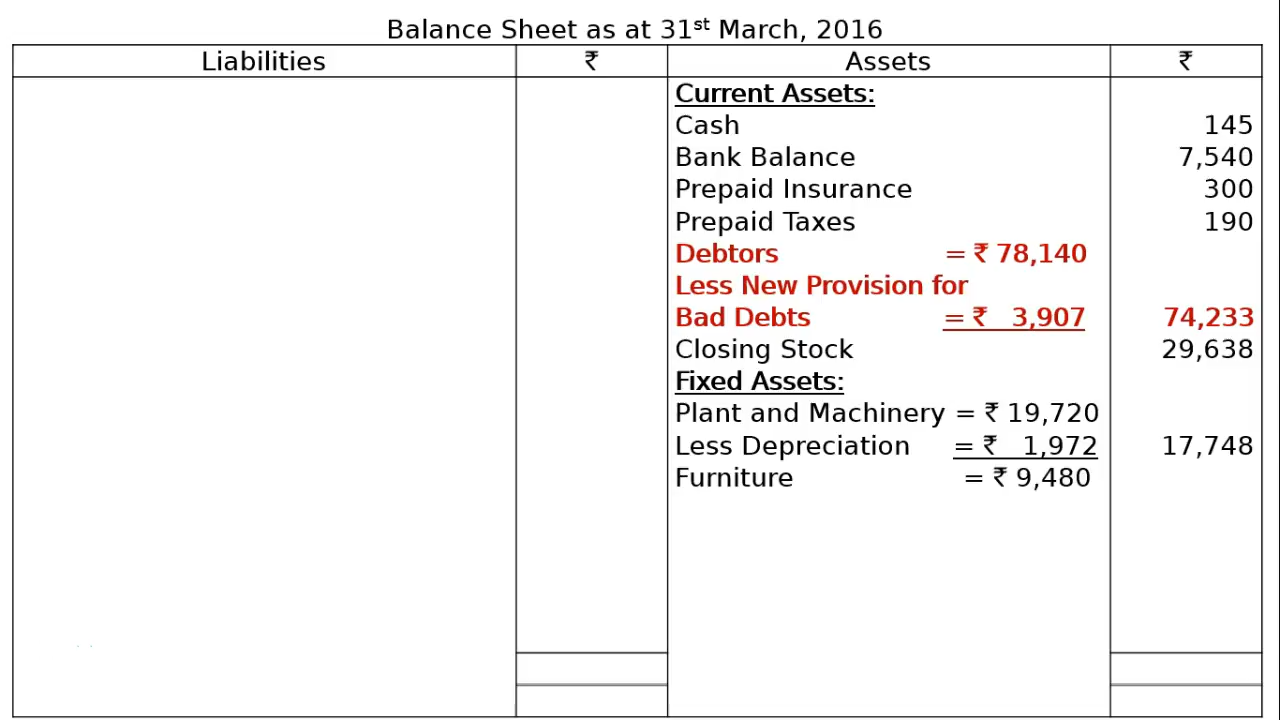 Balance Sheet as at 31st March, 2016
Liabilities ₹ Assets ₹
Current Assets:
Cash 145
Bank Balance 7,540
Prepaid Insurance 300
Prepaid Taxes 190
Debtors = ₹ 78,140
Less New Provision for
Bad Debts = ₹ 3,907 74,233
Closing Stock 29,638
Fixed Assets:
Plant and Machinery = ₹ 19,720
Less Depreciation = ₹ 1,972 17,748
Furniture = ₹ 9,480